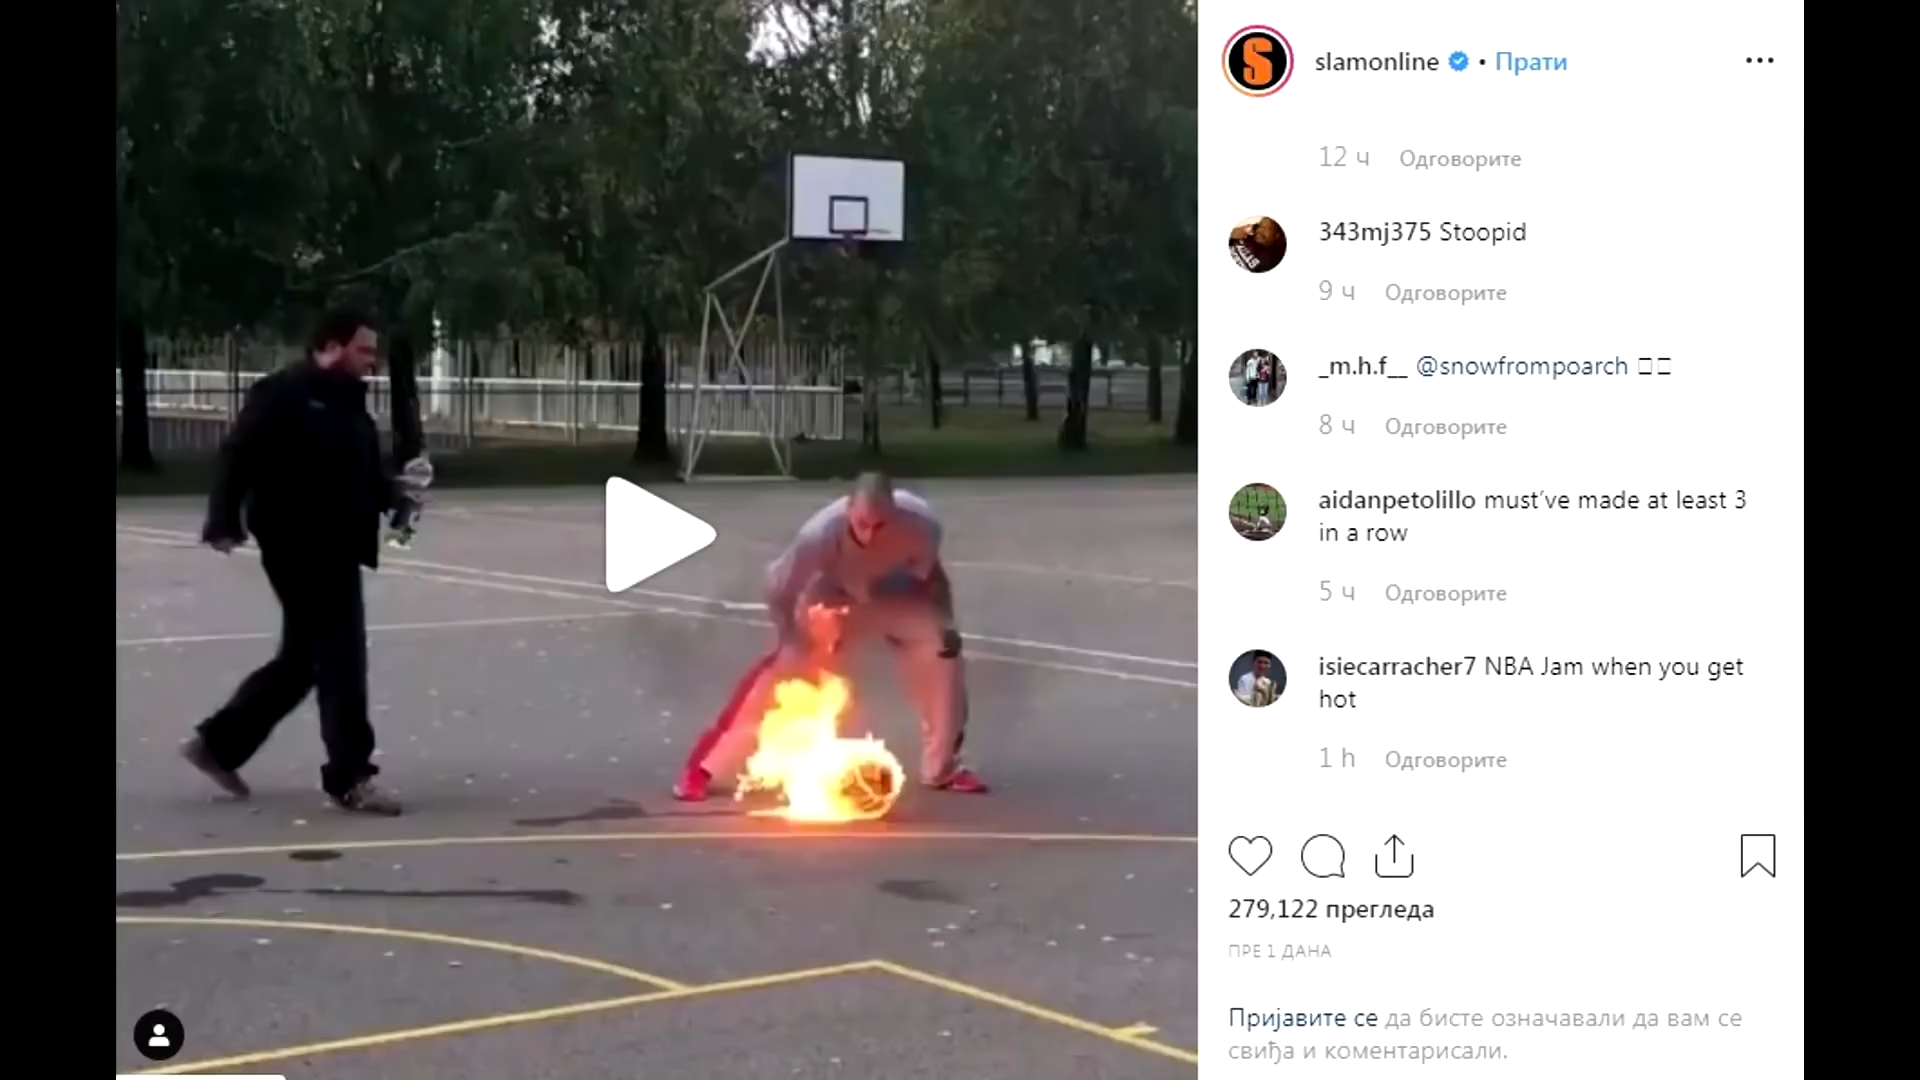 slamonline • Прати
12 ч Одговорите
343mj375 Stoopid
9 ч Одговорите
_m.h.f__ @snowfrompoarch
8 ч Одговорите
aidanpetolillo must’ve made at least 3
in a row
5 ч Одговорите
isiecarracher7 NBA Jam when you get
hot
1 h Одговорите
279,122 прегледа
ПРЕ 1 ДАНА
Пријавите се да бисте означавали да вам се
свиђа и коментарисали.